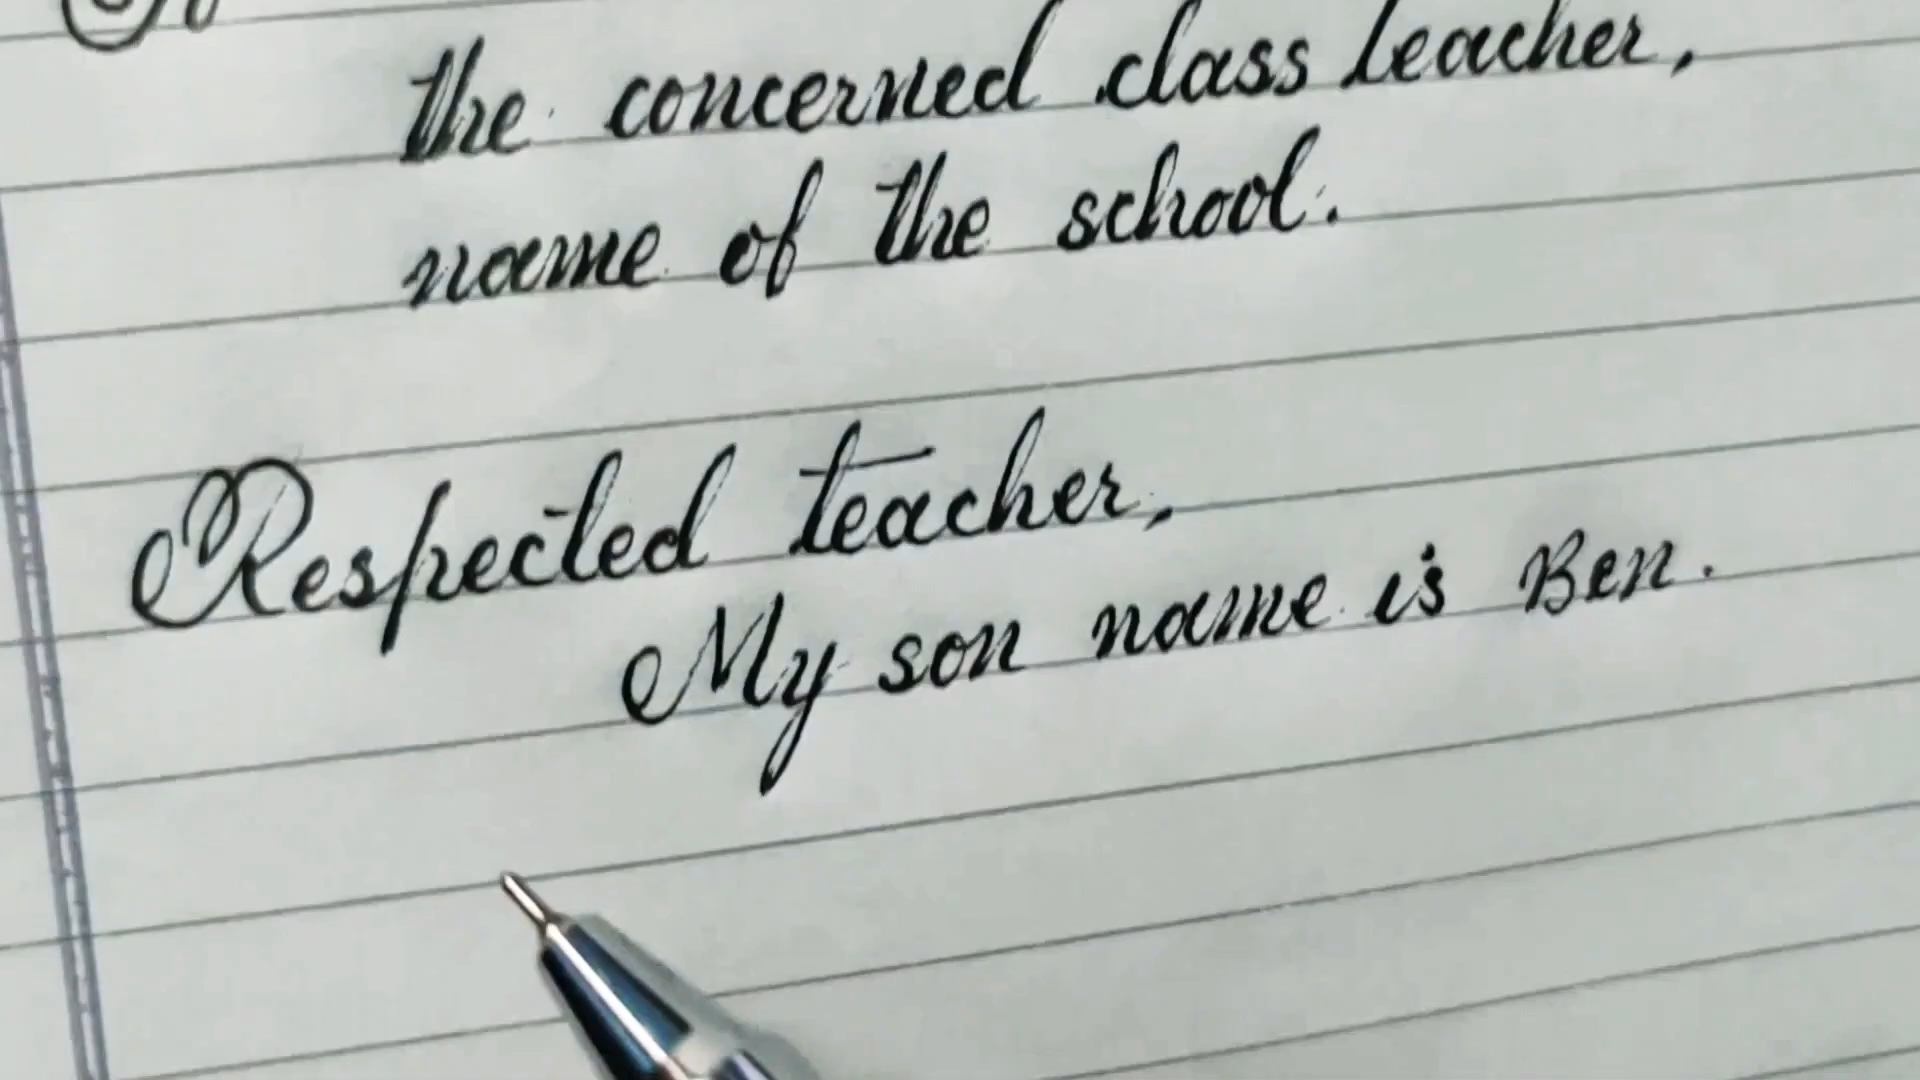 the concerned class teacher,
name of the school.
Respected teacher,
My son name is Ben.